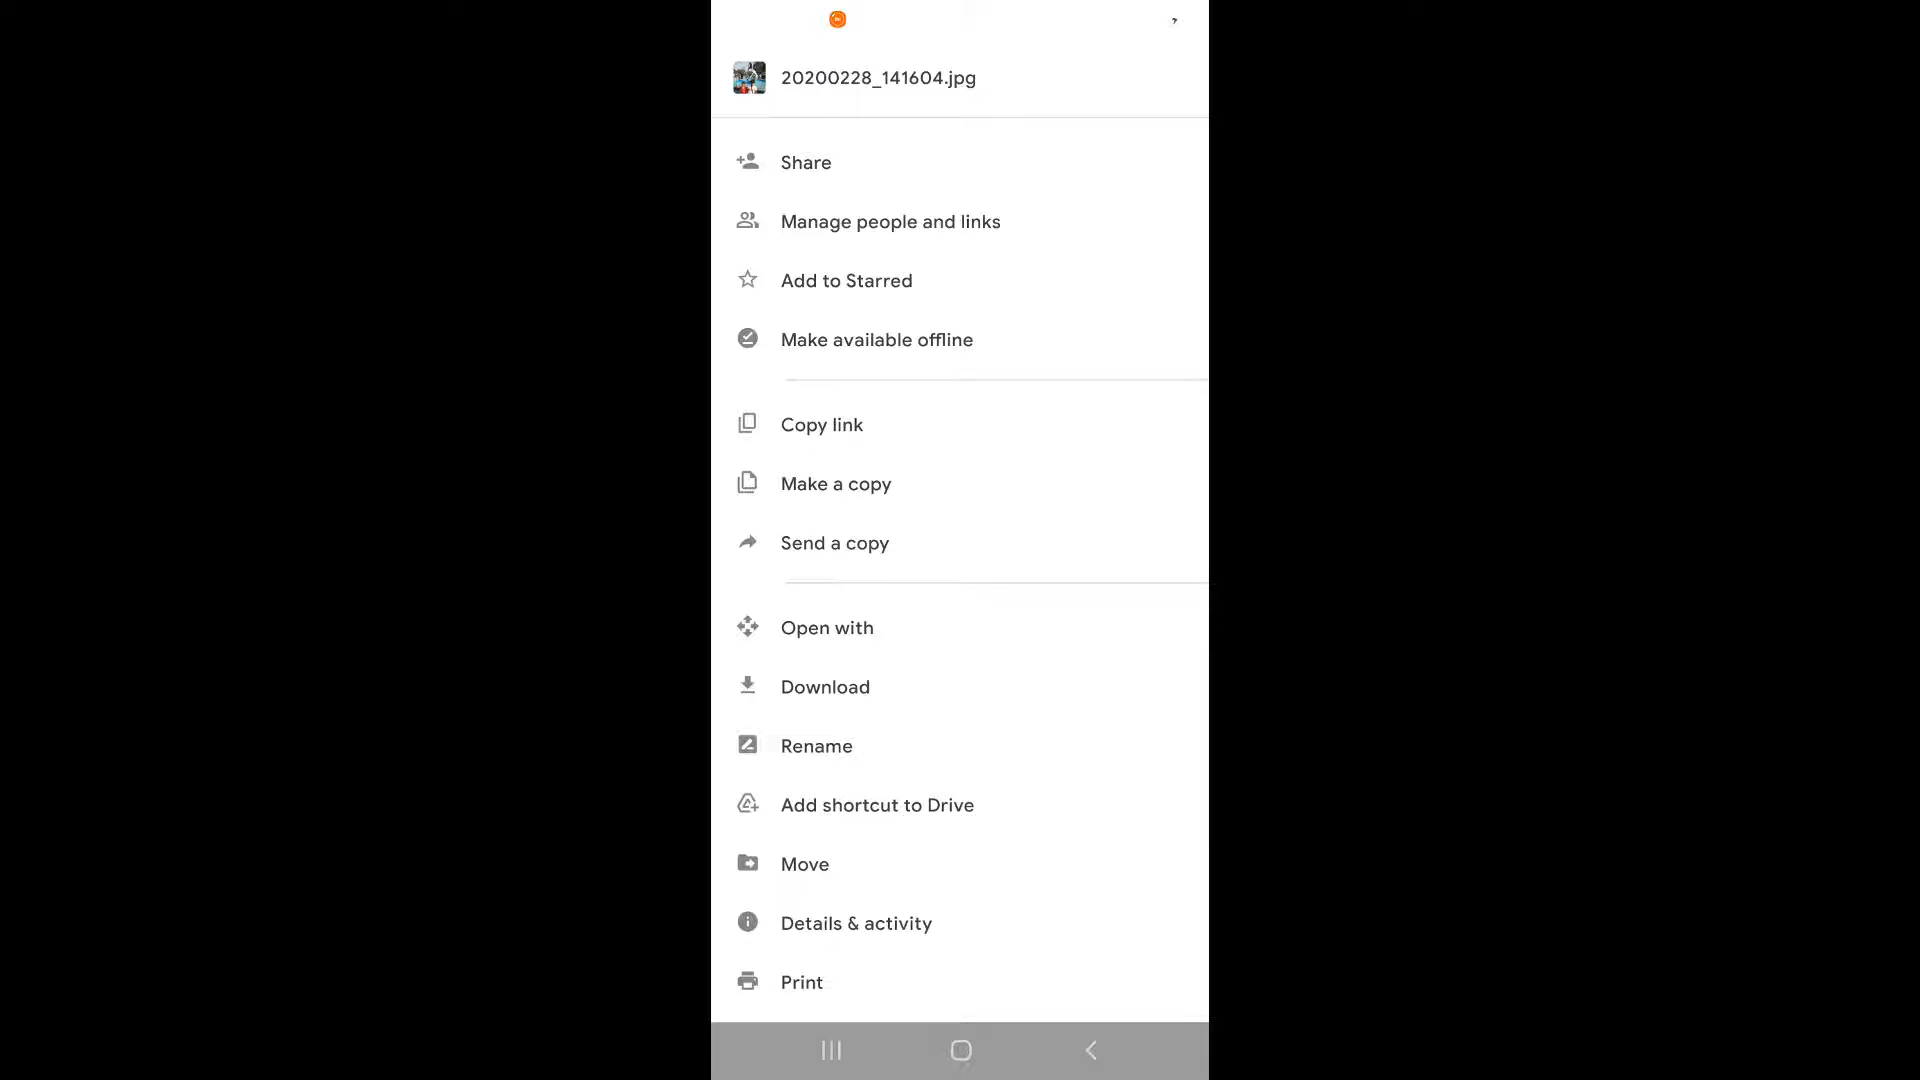 20200228_141604.jpg
Share
Manage people and links
Add to Starred
Make available offline
Copy link
Make a copy
Send a copy
Open with
Download
Rename
Add shortcut to Drive
Move
Details & activity
Print